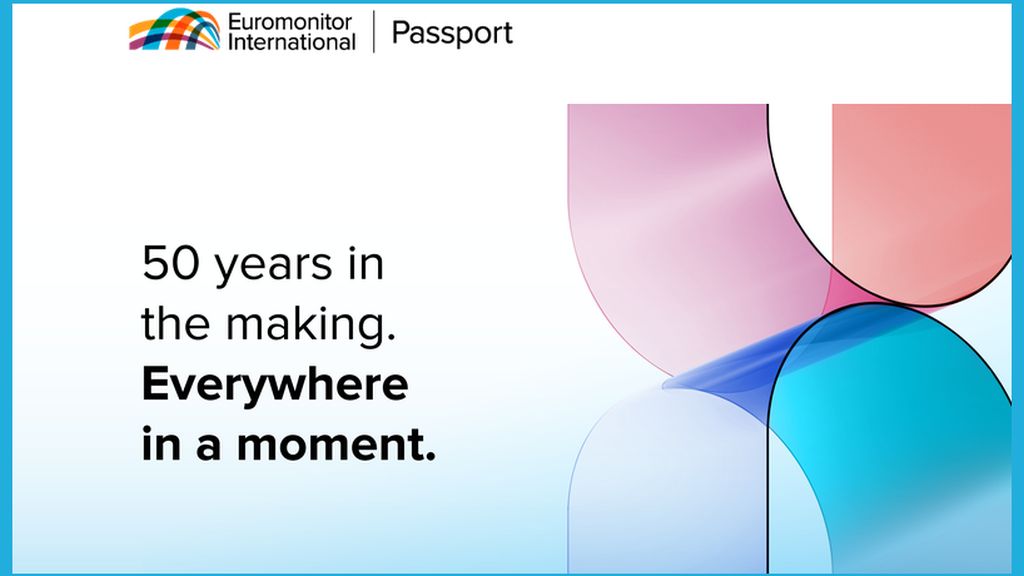 Euromonitor
International
Passport
50 years in
the making.
Everywhere
in a moment.